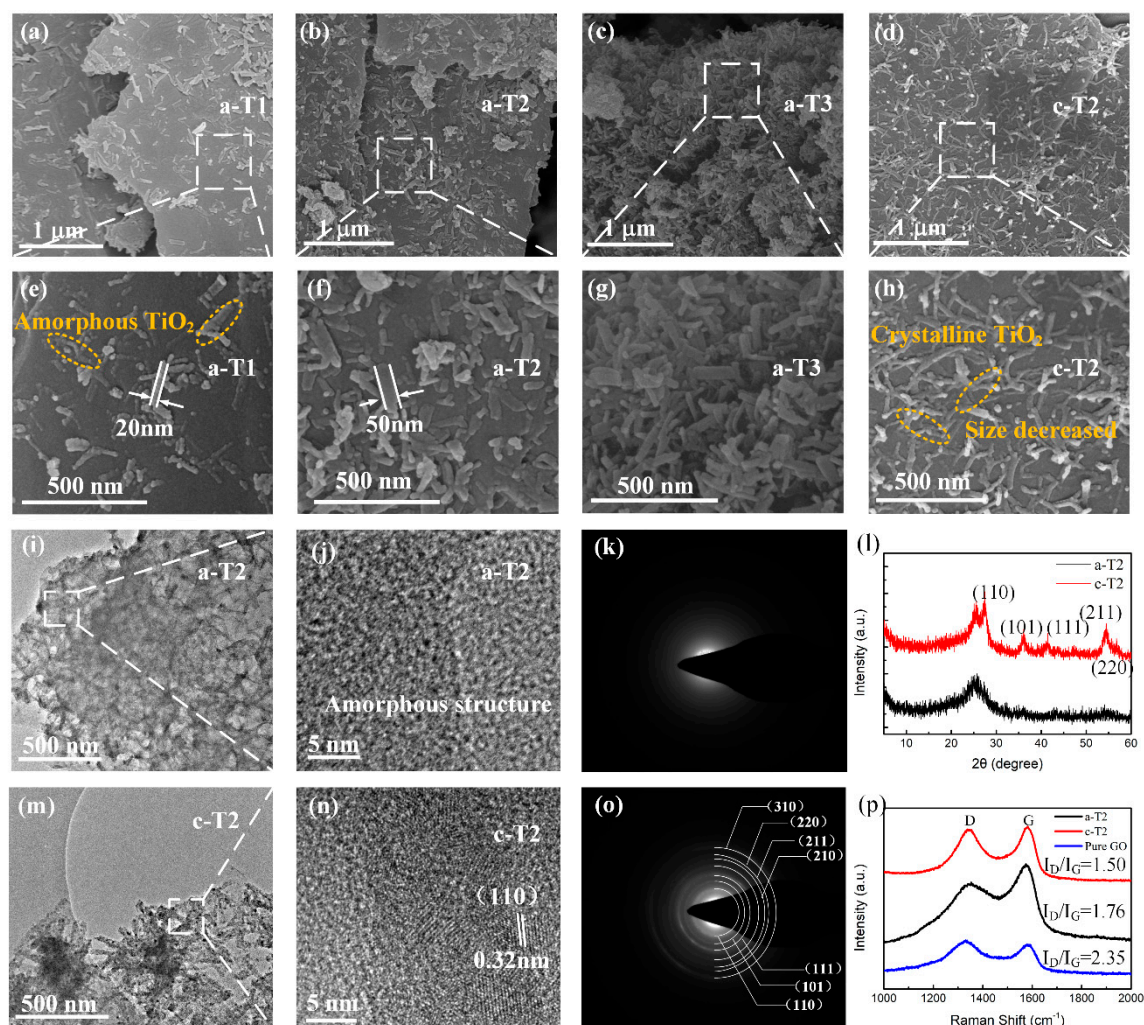 (a)
a-T1
1 μm
(b)
a-T2
1 μm
(c)
a-T3
1 μm
(d)
c-T2
1 μm
(e)
Amorphous TiO2
a-T1
20nm
500 nm
(f)
a-T2
50nm
500 nm
(g)
a-T3
500 nm
(h)
Crystalline TiO2
c-T2
Size decreased
500 nm
(i)
a-T2
500 nm
(j)
a-T2
Amorphous structure
5 nm
(k)
(l)
a-T2
c-T2
(110)
(101)
(111)
(211)
(220)
Intensity (a.u.)
10 20 30 40 50 60
2θ (degree)
(m)
c-T2
500 nm
(n)
c-T2
(110)
0.32nm
5 nm
(o)
(310)
(220)
(211)
(210)
(111)
(101)
(110)
(p)
a-T2
c-T2
Pure GO
D G
ID/IG=1.50
ID/IG=1.76
ID/IG=2.35
Intensity (a.u.)
1000 1200 1400 1600 1800 2000
Raman Shift (cm-1)